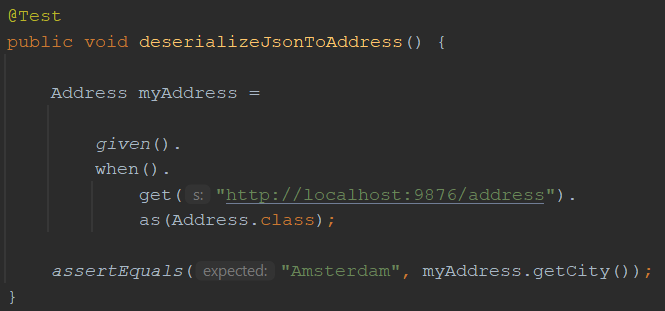 @Test
public void deserializeJsonToAddress() {
Address myAddress =
given().
when().
get( s: "http://localhost:9876/address").
as(Address.class);
assertEquals( expected: "Amsterdam", myAddress.getCity());
}